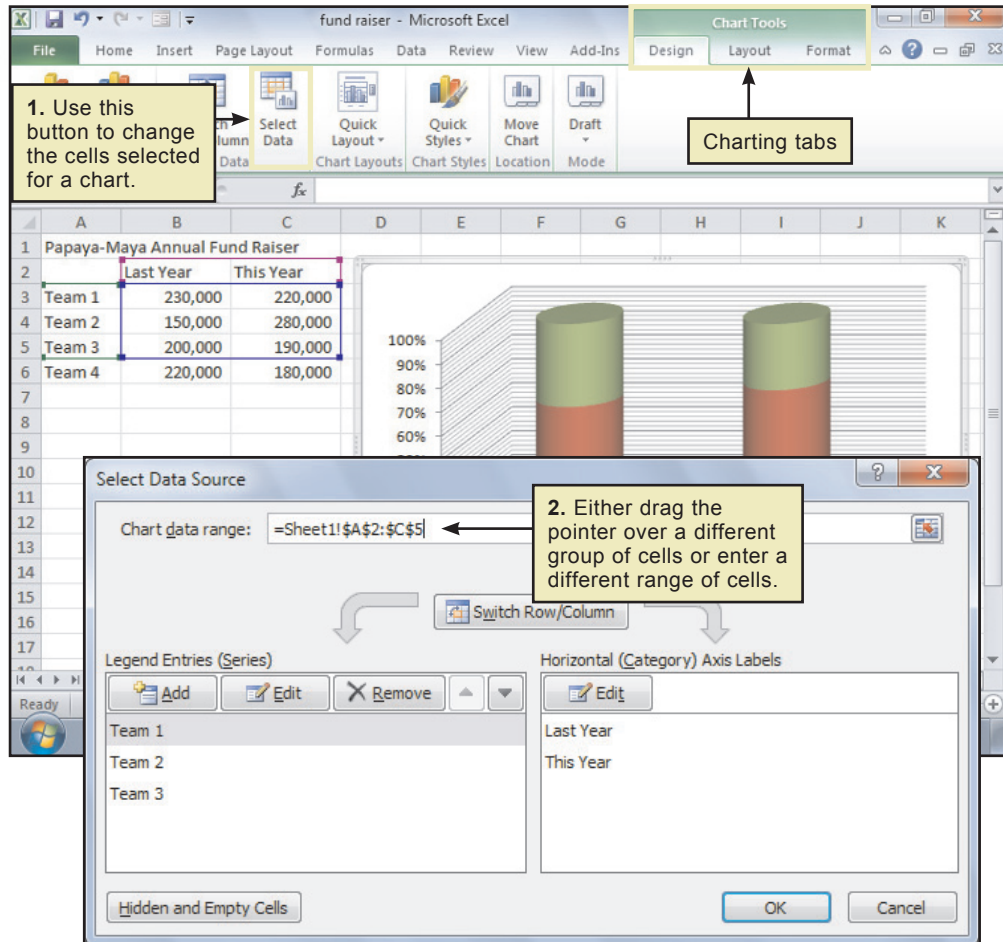 fund raiser - Microsoft Excel
Chart Tools
File Home Insert Page Layout Formulas Data Review View Add-Ins Design Layout Format
1. Use this
button to change
the cells selected
for a chart.
Select
Data
Quick
Layout
Quick
Styles
Move
Chart
Draft
Data Chart Layouts Chart Styles Location Mode
Charting tabs
fx
A B C D E F G H I J K
1 Papaya-Maya Annual Fund Raiser
2 Last Year This Year
3 Team 1 230,000 220,000
4 Team 2 150,000 280,000
5 Team 3 200,000 190,000
6 Team 4 220,000 180,000
7
8
9
10
11
12
13
14
15
16
17
100%
90%
80%
70%
60%
Ready
Select Data Source
Chart data range: =Sheet1!$A$2:$C$5
2. Either drag the
pointer over a different
group of cells or enter a
different range of cells.
Switch Row/Column
Legend Entries (Series)
Add Edit Remove
Team 1
Team 2
Team 3
Horizontal (Category) Axis Labels
Edit
Last Year
This Year
Hidden and Empty Cells
OK Cancel